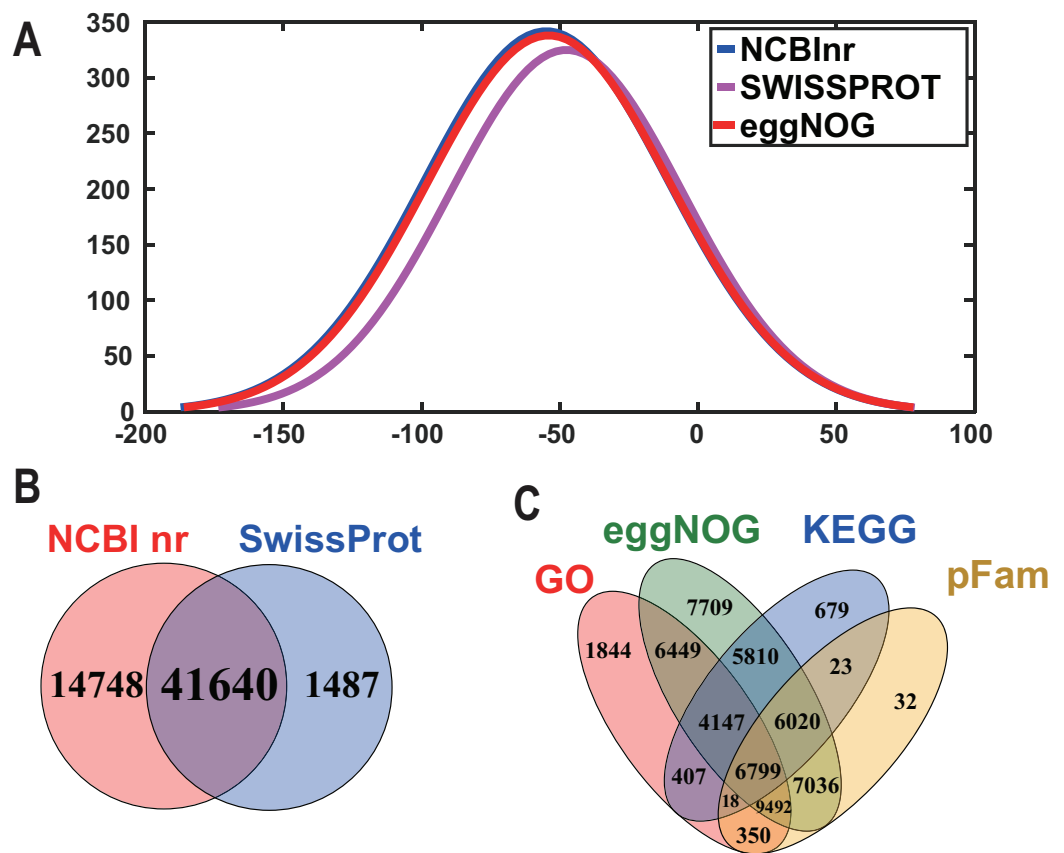 A
350
300
250
200
150
100
50
0
-200 -150 -100 -50 0 50 100
NCBInr
SWISSPROT
eggNOG
B
NCBI nr SwissProt
14748 41640 1487
C
eggNOG KEGG
GO pFam
7709 679
1844 6449 5810 23
32
4147 6020
407 6799 7036
18 9492
350